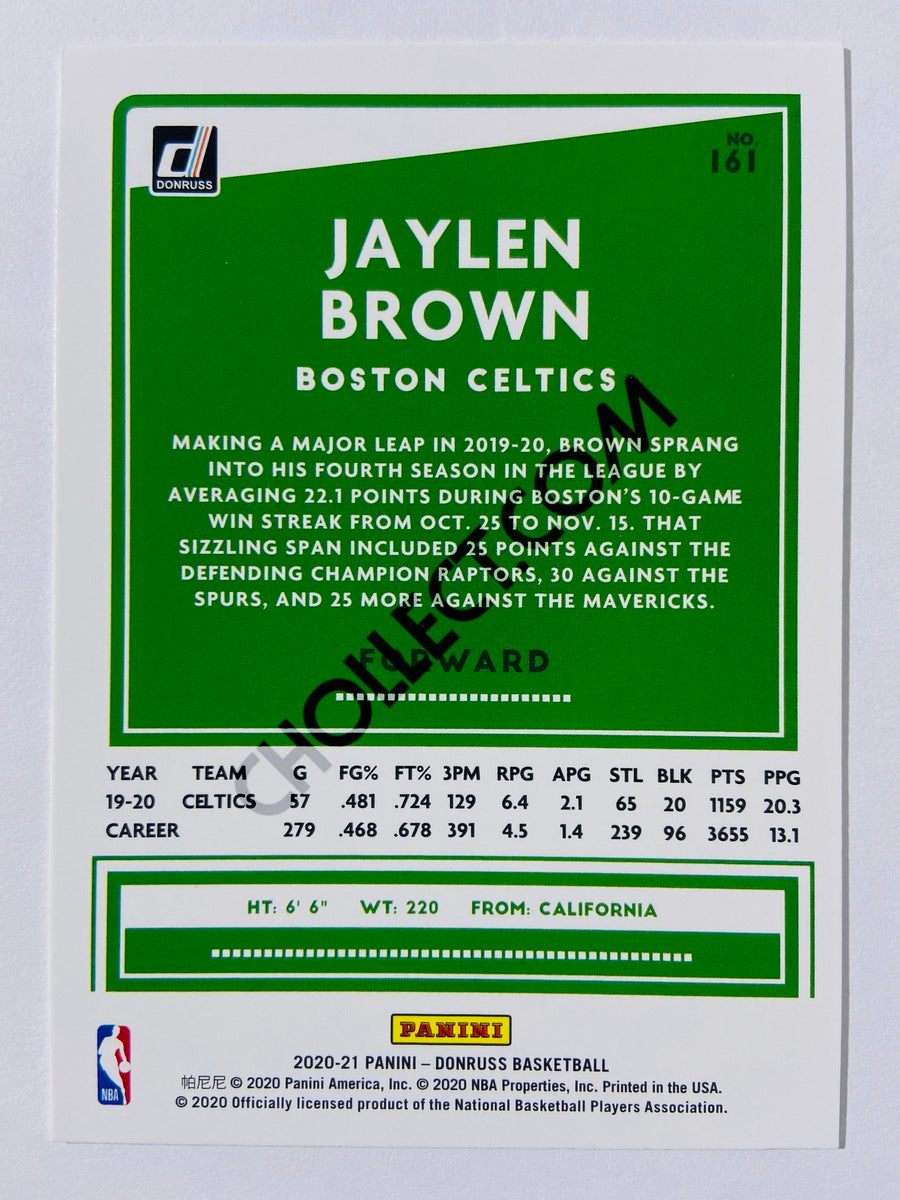 DONRUSS
NO.
161
JAYLEN
BROWN
BOSTON CELTICS
MAKING A MAJOR LEAP IN 2019-20, BROWN SPRANG
INTO HIS FOURTH SEASON IN THE LEAGUE BY
AVERAGING 22.1 POINTS DURING BOSTON'S 10-GAME
WIN STREAK FROM OCT. 25 TO NOV. 15. THAT
SIZZLING SPAN INCLUDED 25 POINTS AGAINST THE
DEFENDING CHAMPION RAPTORS, 30 AGAINST THE
SPURS, AND 25 MORE AGAINST THE MAVERICKS.
FORWARD
CHOLLECT.COM
YEAR TEAM G FG% FT% 3PM RPG APG STL BLK PTS PPG
19-20 CELTICS 57 .481 .724 129 6.4 2.1 65 20 1159 20.3
CAREER 279 .468 .678 391 4.5 1.4 239 96 3655 13.1
HT: 6' 6" WT: 220 FROM: CALIFORNIA
PANINI
2020-21 PANINI – DONRUSS BASKETBALL
帕尼尼 © 2020 Panini America, Inc. © 2020 NBA Properties, Inc. Printed in the USA.
© 2020 Officially licensed product of the National Basketball Players Association.
NBA